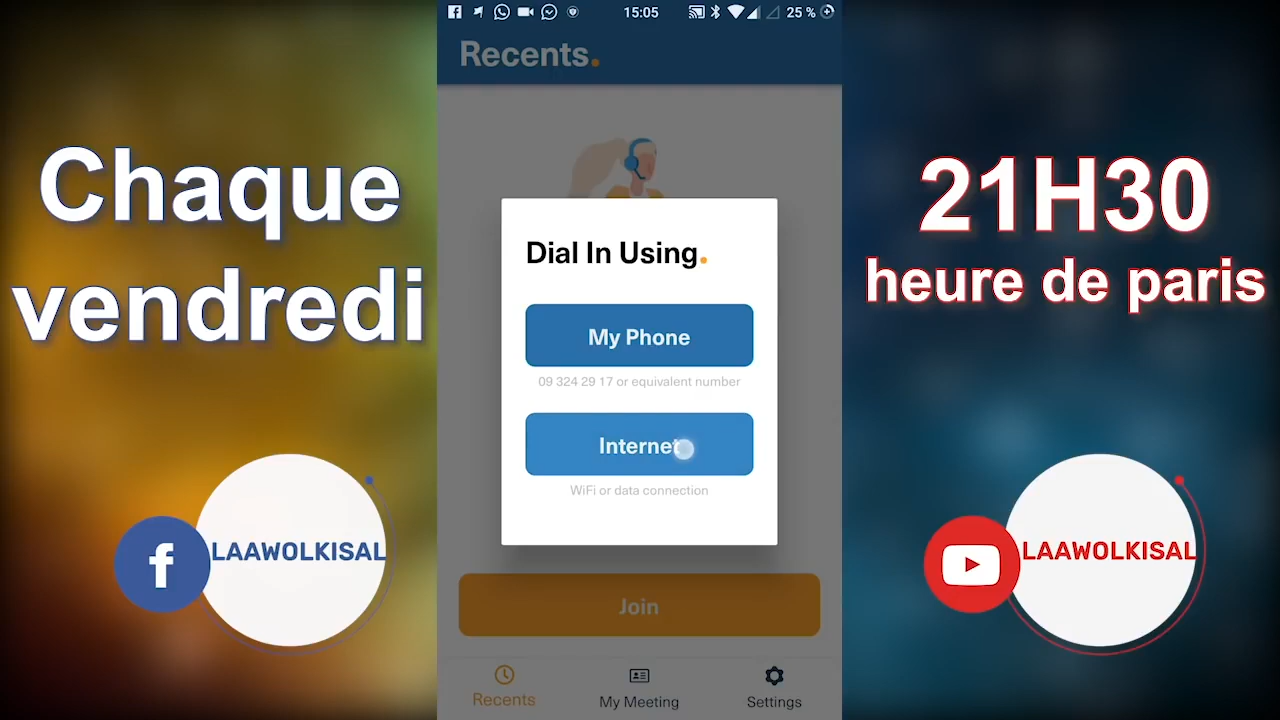 Chaque
vendredi
LAAWOLKISAL
15:05
25 %
Recents.
Dial In Using.
My Phone
09 324 29 17 or equivalent number
Internet
WiFi or data connection
Join
Recents
My Meeting
Settings
21H30
heure de paris
LAAWOLKISAL